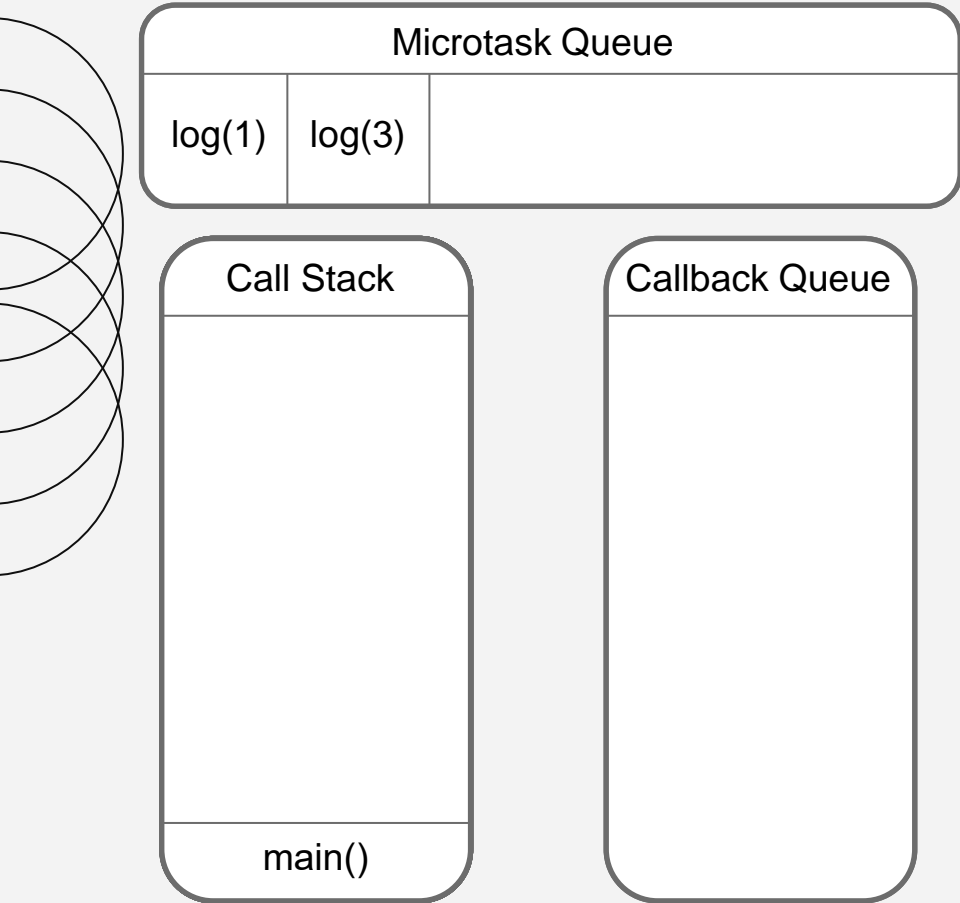 Microtask Queue
log(1) log(3)
Call Stack
Callback Queue
main()